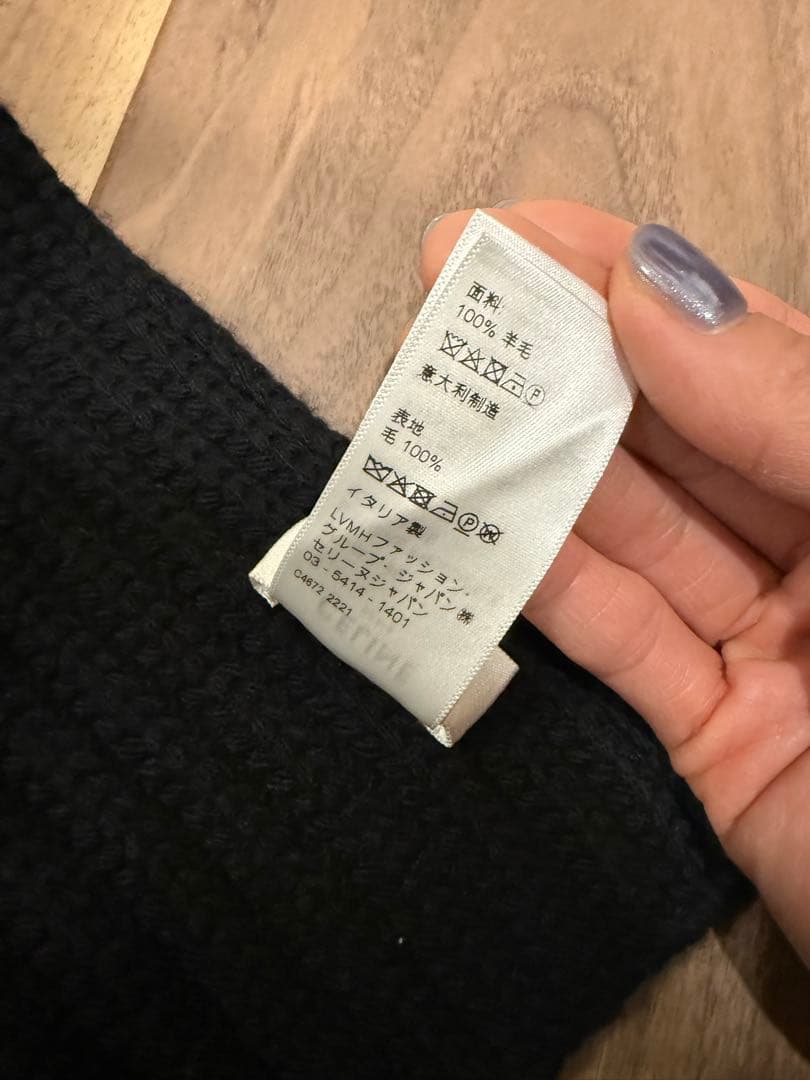 面料
100% 羊毛
P
意大利制造
表地
毛 100%
P W
イタリア製
LVMHファッション・
グループ・ジャパン㈱
セリーヌジャパン
03 - 5414 - 1401
C4672 2221
CELINE